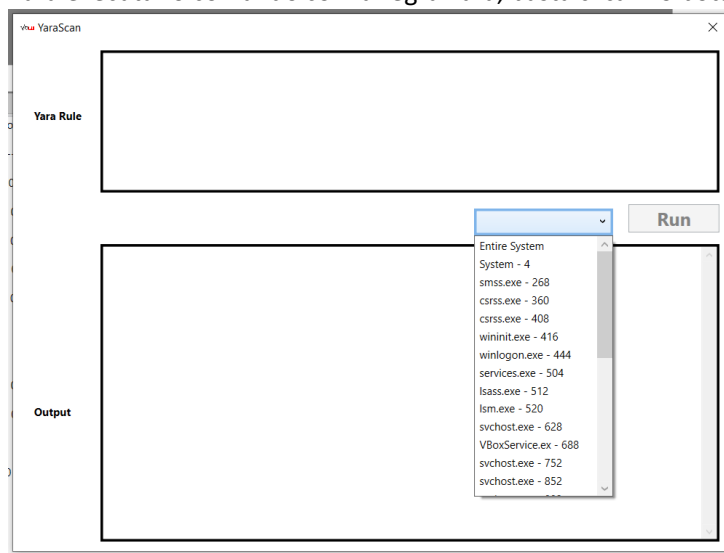 YaraScan
Yara Rule
Run
Entire System
System - 4
smss.exe - 268
csrss.exe - 360
csrss.exe - 408
wininit.exe - 416
winlogon.exe - 444
services.exe - 504
lsass.exe - 512
lsm.exe - 520
svchost.exe - 628
VBoxService.ex - 688
svchost.exe - 752
svchost.exe - 852
Output